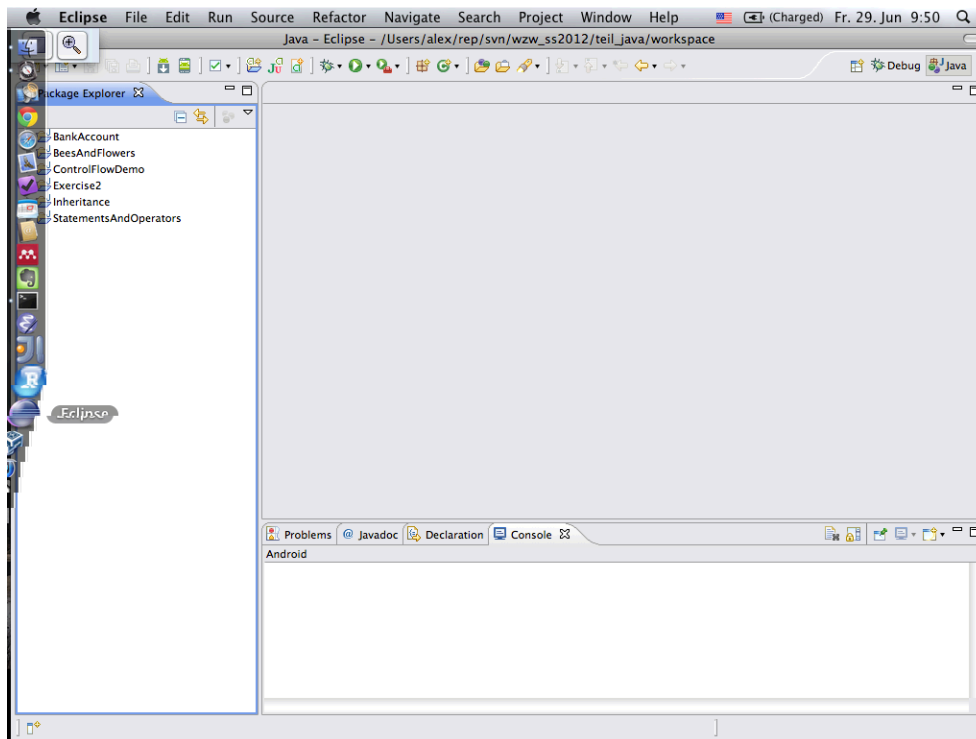 Eclipse File Edit Run Source Refactor Navigate Search Project Window Help (Charged) Fr. 29. Jun 9:50
Java – Eclipse – /Users/alex/rep/svn/wzw_ss2012/teil_java/workspace
Debug Java
Package Explorer
BankAccount
BeesAndFlowers
ControlFlowDemo
Exercise2
Inheritance
StatementsAndOperators
Eclipse
Problems @ Javadoc Declaration Console
Android